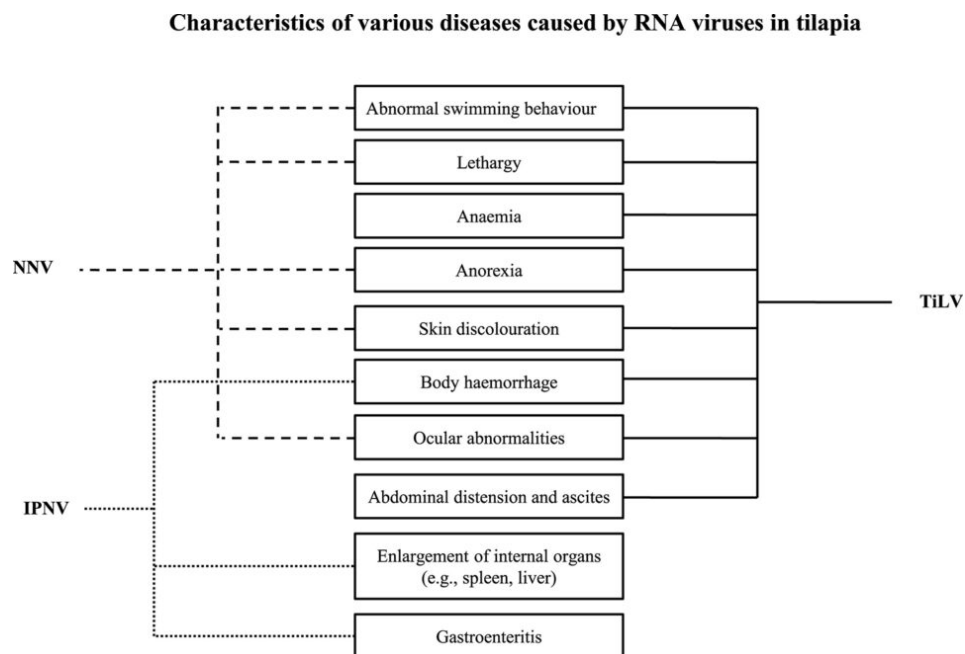 Characteristics of various diseases caused by RNA viruses in tilapia
Abnormal swimming behaviour
Lethargy
Anaemia
NNV
Anorexia
TiLV
Skin discolouration
Body haemorrhage
Ocular abnormalities
IPNV
Abdominal distension and ascites
Enlargement of internal organs
(e.g., spleen, liver)
Gastroenteritis